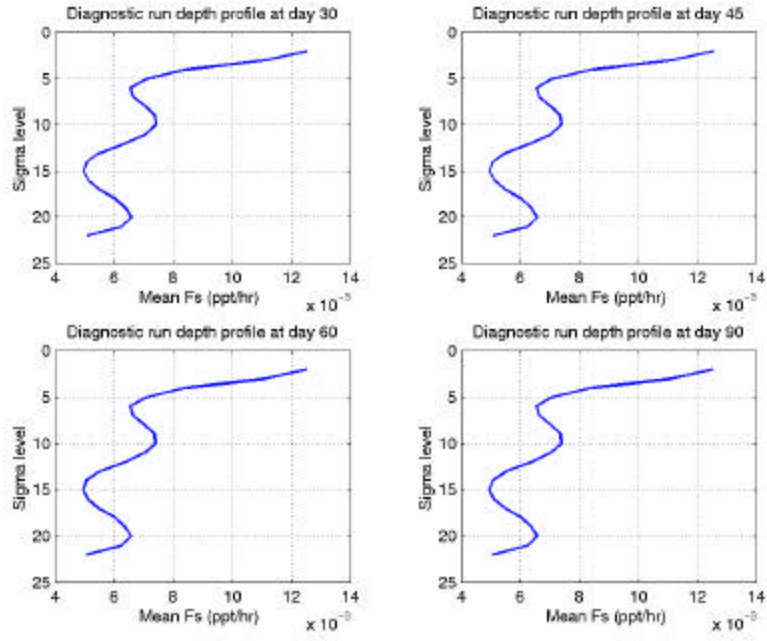 Diagnostic run depth profile at day 30
0
5
10
15
20
25
Sigma level
4 6 8 10 12 14
Mean Fs (ppt/hr)
x 10⁻³
Diagnostic run depth profile at day 45
0
5
10
15
20
25
Sigma level
4 6 8 10 12 14
Mean Fs (ppt/hr)
x 10⁻³
Diagnostic run depth profile at day 60
0
5
10
15
20
25
Sigma level
4 6 8 10 12 14
Mean Fs (ppt/hr)
x 10⁻³
Diagnostic run depth profile at day 90
0
5
10
15
20
25
Sigma level
4 6 8 10 12 14
Mean Fs (ppt/hr)
x 10⁻³